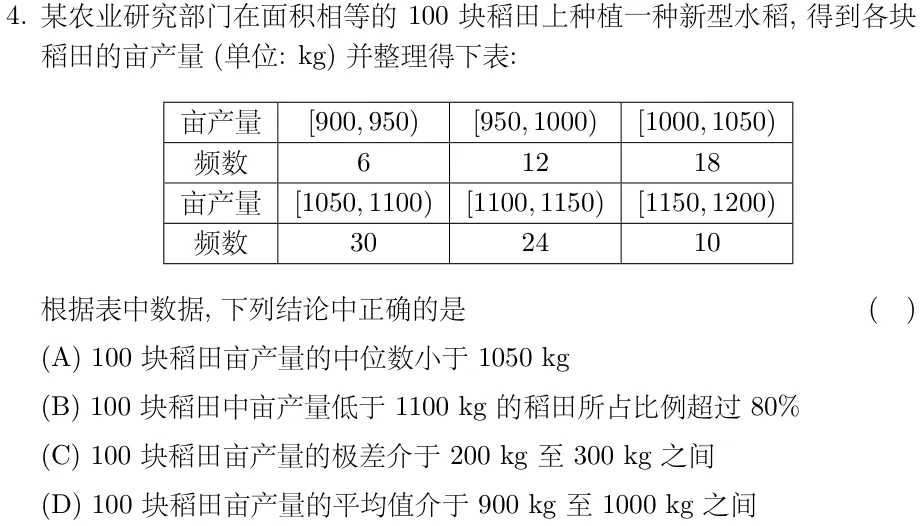 4. 某农业研究部门在面积相等的 100 块稻田上种植一种新型水稻, 得到各块
稻田的亩产量 (单位: kg) 并整理得下表:
亩产量 [900, 950) [950, 1000) [1000, 1050)
频数 6 12 18
亩产量 [1050, 1100) [1100, 1150) [1150, 1200)
频数 30 24 10
根据表中数据, 下列结论中正确的是 ( )
(A) 100 块稻田亩产量的中位数小于 1050 kg
(B) 100 块稻田中亩产量低于 1100 kg 的稻田所占比例超过 80%
(C) 100 块稻田亩产量的极差介于 200 kg 至 300 kg 之间
(D) 100 块稻田亩产量的平均值介于 900 kg 至 1000 kg 之间